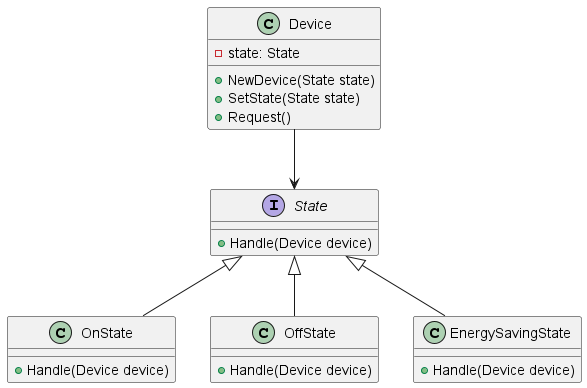 C Device
state: State
NewDevice(State state)
SetState(State state)
Request()
I State
Handle(Device device)
C OnState
Handle(Device device)
C OffState
Handle(Device device)
C EnergySavingState
Handle(Device device)